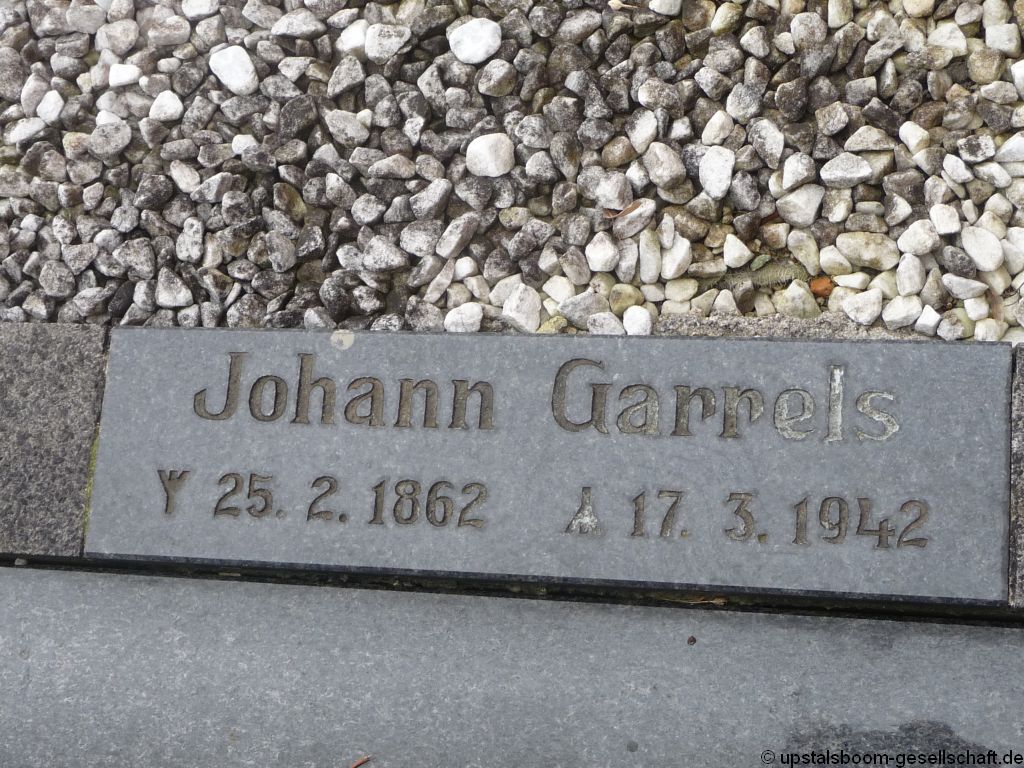 Johann Garrels
ᛉ 25. 2. 1862 ᛣ 17. 3. 1942
© upstalsboom-gesellschaft.de